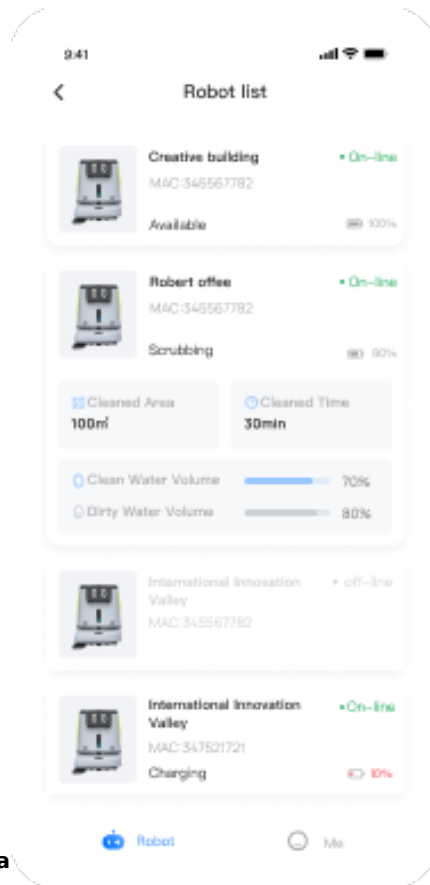 9:41
Robot list
Creative building
• On-line
MAC:345567782
Available
100%
Robert offee
• On-line
MAC:345567782
Scrubbing
80%
Cleaned Area
Cleaned Time
100㎡
30min
Clean Water Volume
70%
Dirty Water Volume
80%
International Innovation
• off-line
Valley
MAC:345567782
International Innovation
• On-line
Valley
MAC:347521721
Charging
10%
Robot
Me
a